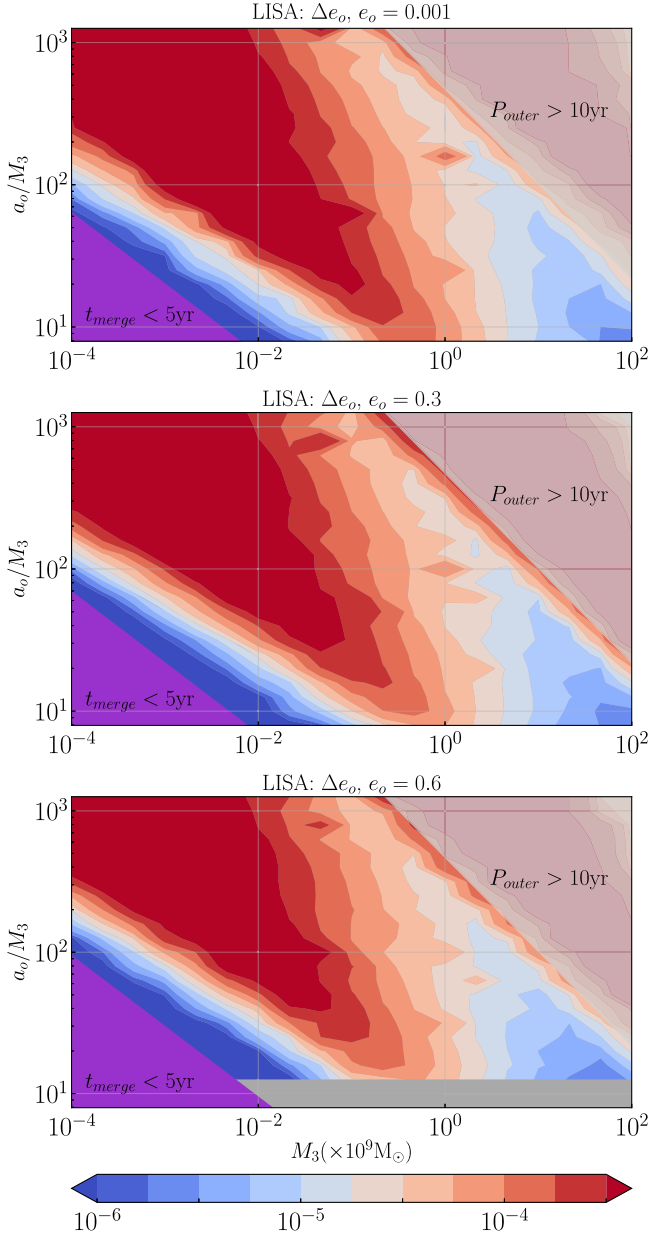 LISA: Δe_o, e_o = 0.001
10^3
P_outer > 10yr
a_o/M_3
10^2
t_merge < 5yr
10^1
10^-4 10^-2 10^0 10^2
LISA: Δe_o, e_o = 0.3
10^3
P_outer > 10yr
a_o/M_3
10^2
t_merge < 5yr
10^1
10^-4 10^-2 10^0 10^2
LISA: Δe_o, e_o = 0.6
10^3
P_outer > 10yr
a_o/M_3
10^2
t_merge < 5yr
10^1
10^-4 10^-2 10^0 10^2
M_3(×10^9M_⊙)
10^-6 10^-5 10^-4